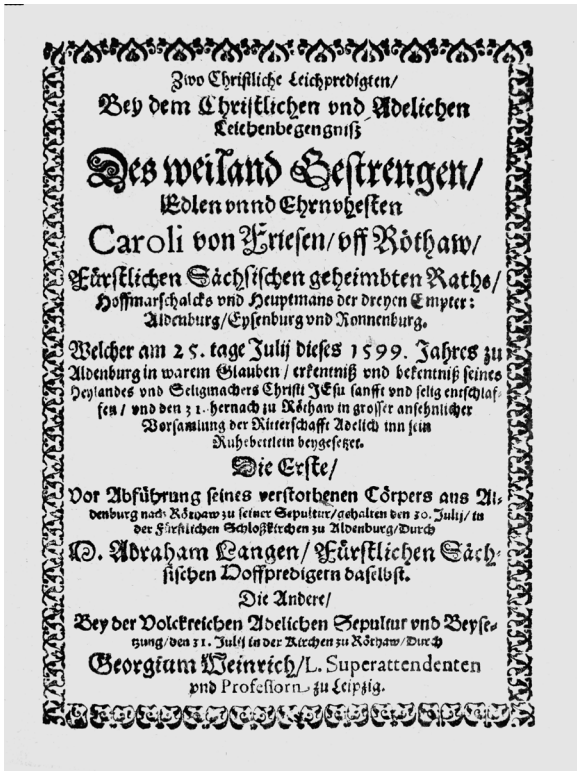 Zwo Christliche Leichpredigten/
Bey dem Christlichen vnd Adelichen
Leichenbegengniß
Des weiland Gestrengen/
Edlen vnnd Ehrnvhesten
Caroli von Friesen/ vff Röthaw/
Fürstlichen Sächsischen geheimbten Raths/
Hoffmarschalcks vnd Heuptmans der dreyen Empter:
Aldenburg/Eysenburg vnd Ronnenburg.
Welcher am 25. tage Julij dieses 1599. Jahres zu
Aldenburg in warem Glauben / erkentniß vnd bekentniß seines
Heylandes vnd Seligmachers Christi JEsu sanfft vnd selig entschlaf-
fen / vnd den 31. hernach zu Röthaw in grosser ansehnlicher
Versamlung der Ritterschafft Adelich inn sein
Ruhebettlein beygesetzet.
Die Erste/
Vor Abführung seines verstorbenen Cörpers aus Al-
denburg nach Röthaw zu seiner Sepultur/gehalten den 30. Julij/ in
der Fürstlichen Schloßkirchen zu Aldenburg/Durch
M. Abraham Langen/ Fürstlichen Säch-
sischen Hoffpredigern daselbst.
Die Andere/
Bey der Volckreichen Adelichen Sepultur vnd Beyse-
tzung/den 31. Julij in der Kirchen zu Röthaw/Durch
Georgium Weinrich/L. Superattendenten
vnd Professorn zu Leipzig.